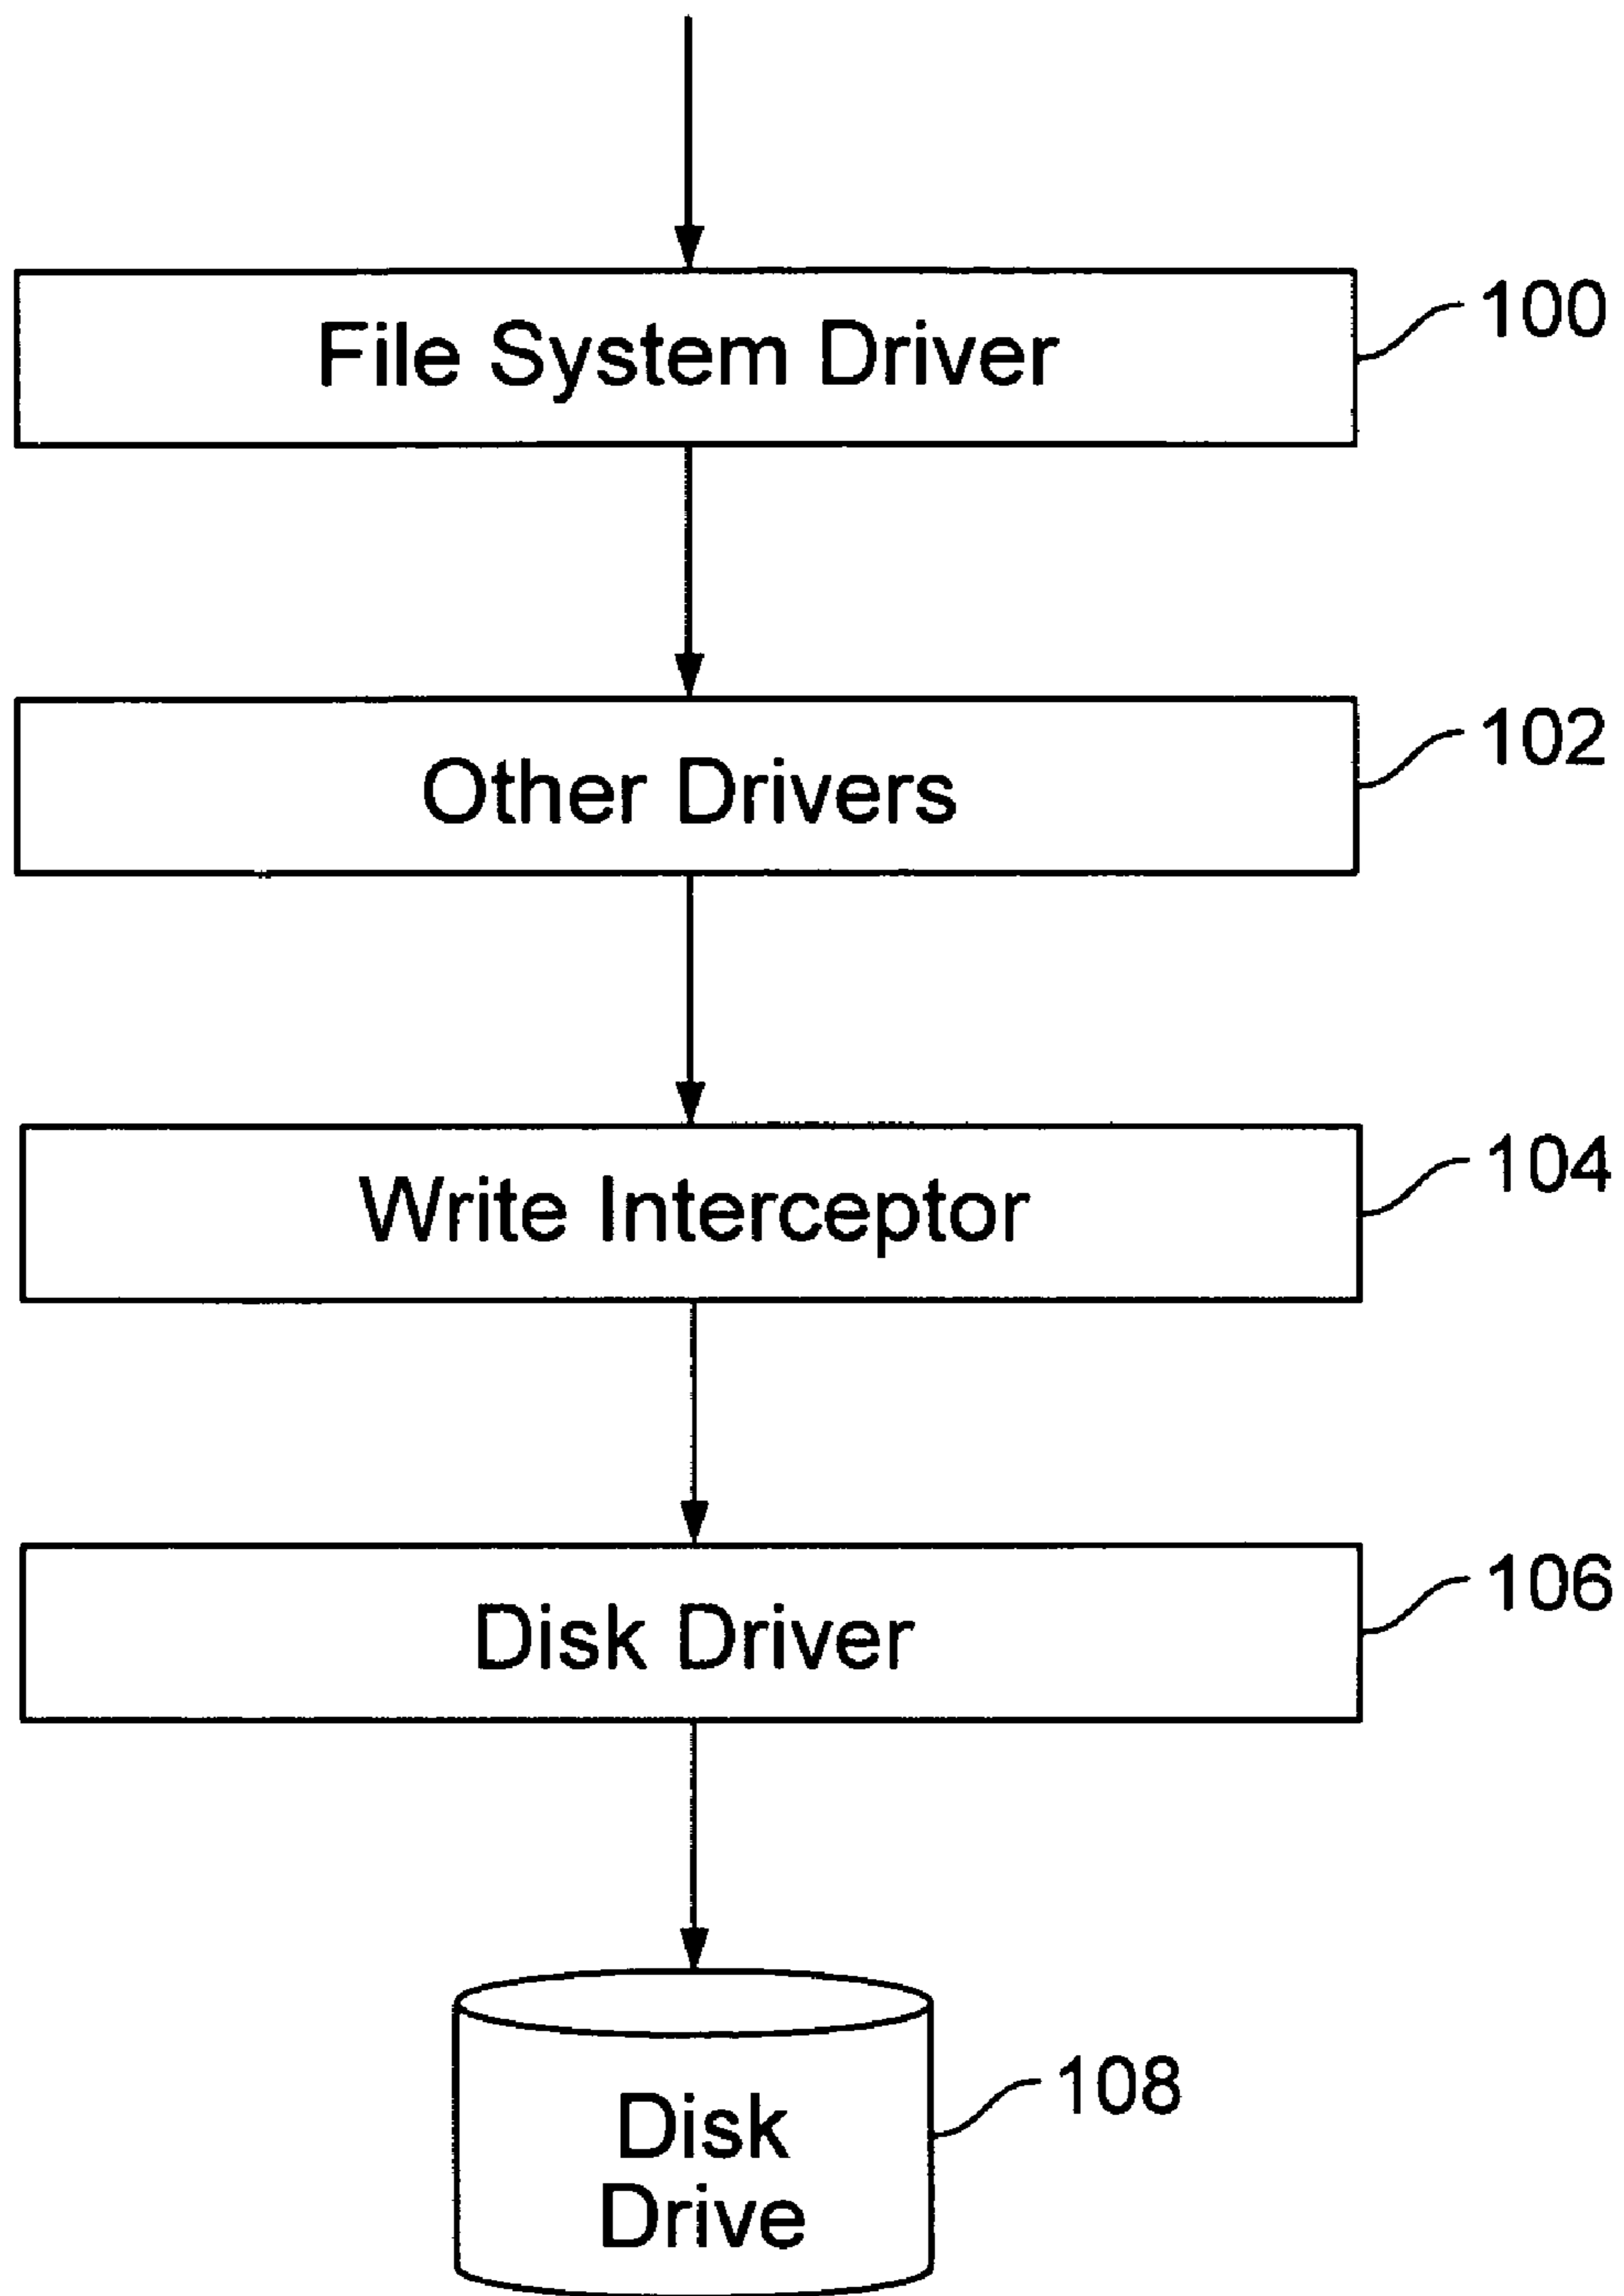 File System Driver
100
Other Drivers
102
Write Interceptor
104
Disk Driver
106
Disk
Drive
108